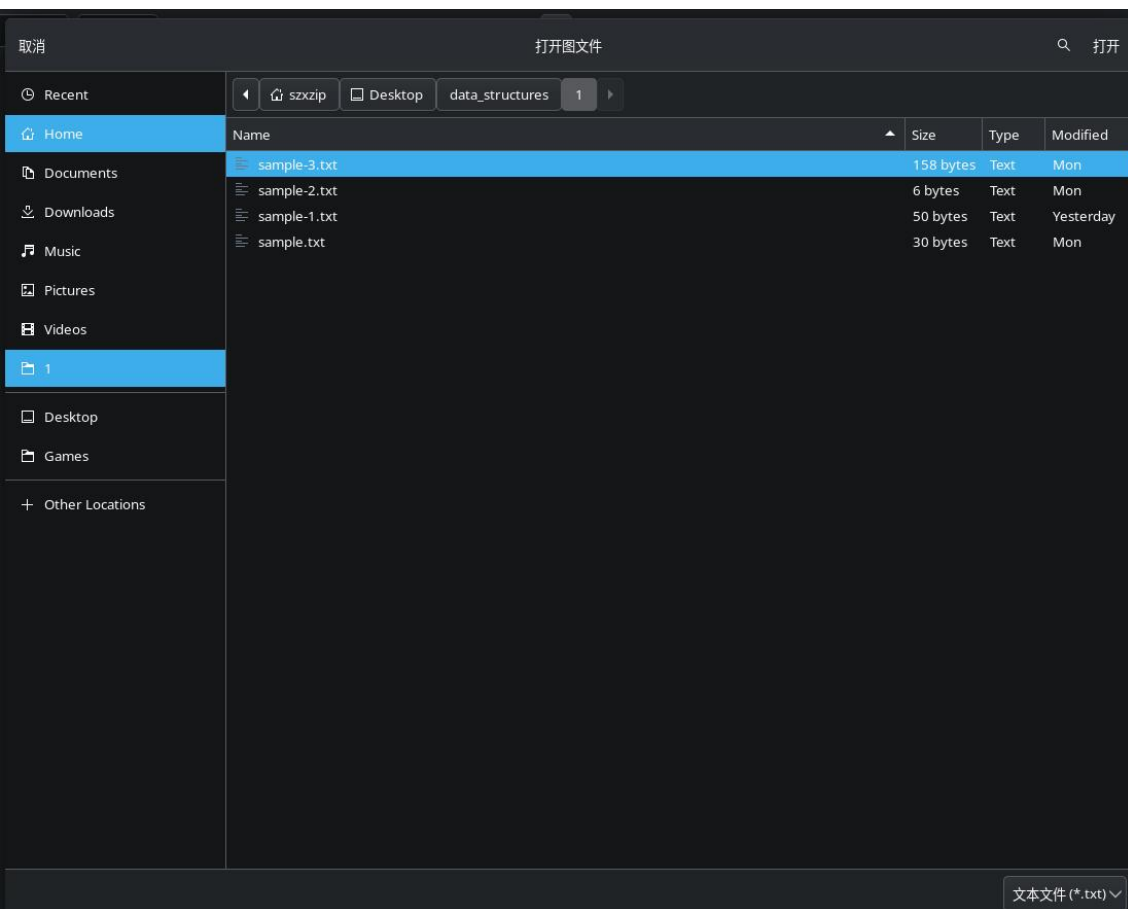 取消 打开图文件 打开
Recent
Home
Documents
Downloads
Music
Pictures
Videos
1
Desktop
Games
Other Locations
szxzip Desktop data_structures 1
Name Size Type Modified
sample-3.txt 158 bytes Text Mon
sample-2.txt 6 bytes Text Mon
sample-1.txt 50 bytes Text Yesterday
sample.txt 30 bytes Text Mon
文本文件 (*.txt)